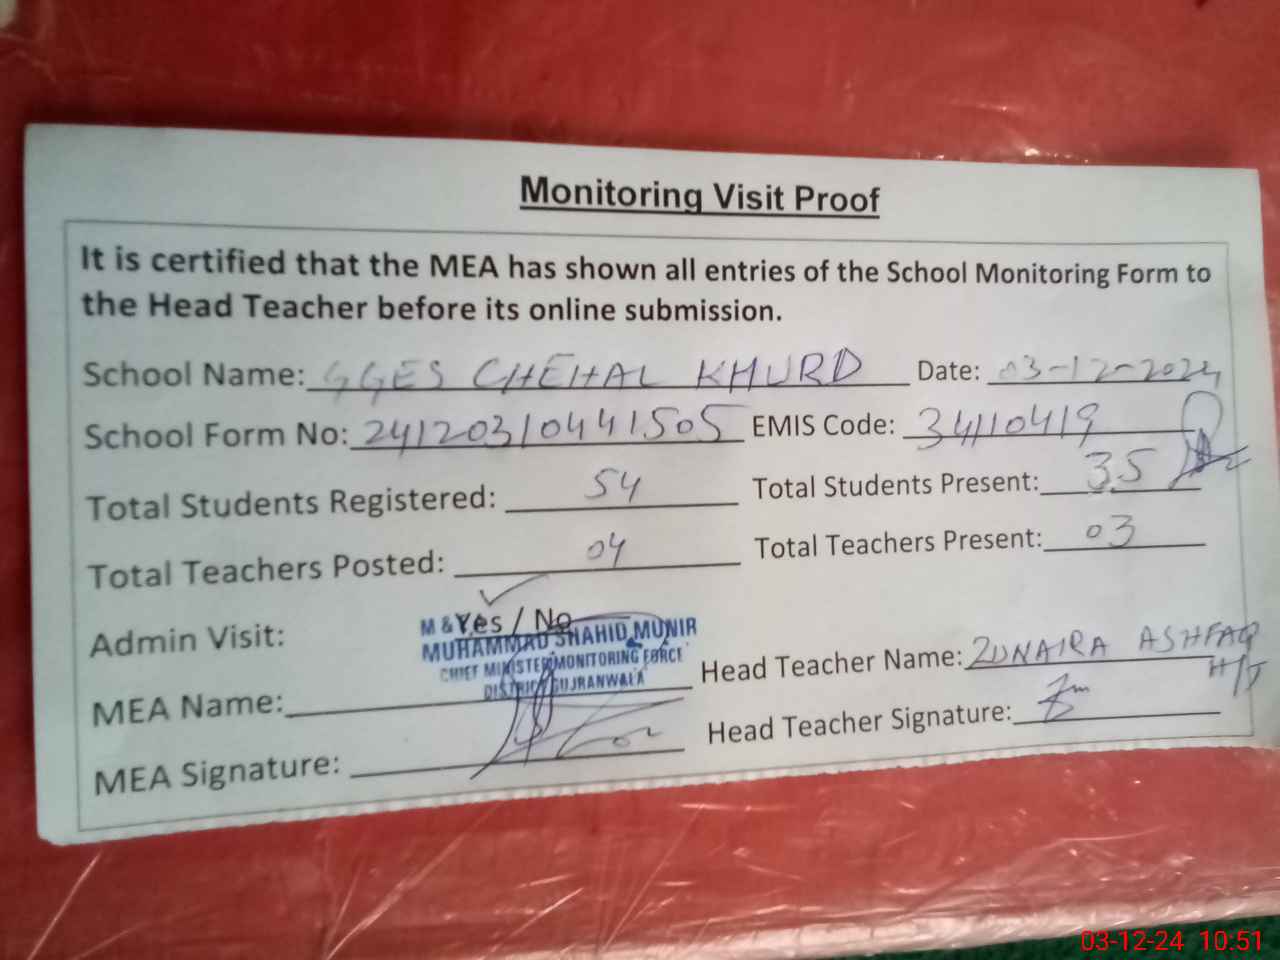 Monitoring Visit Proof
It is certified that the MEA has shown all entries of the School Monitoring Form to
the Head Teacher before its online submission.
School Name: GGES CHEHAL KHURD Date: 03-12-2024
School Form No: 241203/0441505 EMIS Code: 34110419
Total Students Registered: 54 Total Students Present: 35
Total Teachers Posted: 04 Total Teachers Present: 03
Admin Visit: Yes / No
M &
MUHAMMAD SHAHID MUNIR
CHIEF MINISTER MONITORING FORCE
DISTRICT GUJRANWALA
MEA Name: Head Teacher Name: ZUNAIRA ASHFAQ
H/T
MEA Signature: Head Teacher Signature:
03-12-24 10:51